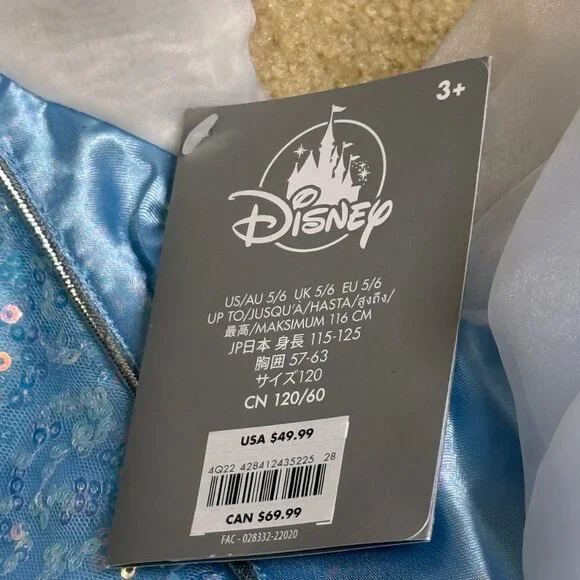 3+
Disney
US/AU 5/6 UK 5/6 EU 5/6
UP TO/JUSQU'À/HASTA/สูงถึง/
最高/MAKSIMUM 116 CM
JP日本 身長 115-125
胸囲 57-63
サイズ120
CN 120/60
USA $49.99
4Q22 428412435225 28
CAN $69.99
FAC - 028332-22020